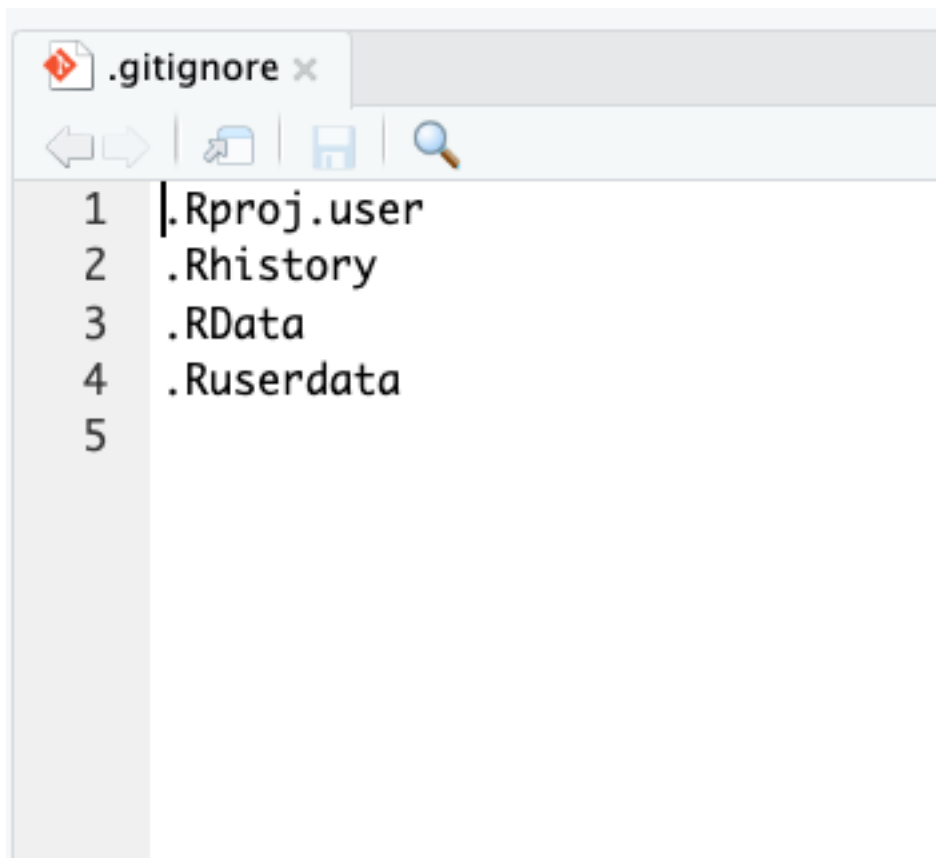 .gitignore
1 .Rproj.user
2 .Rhistory
3 .RData
4 .Ruserdata
5